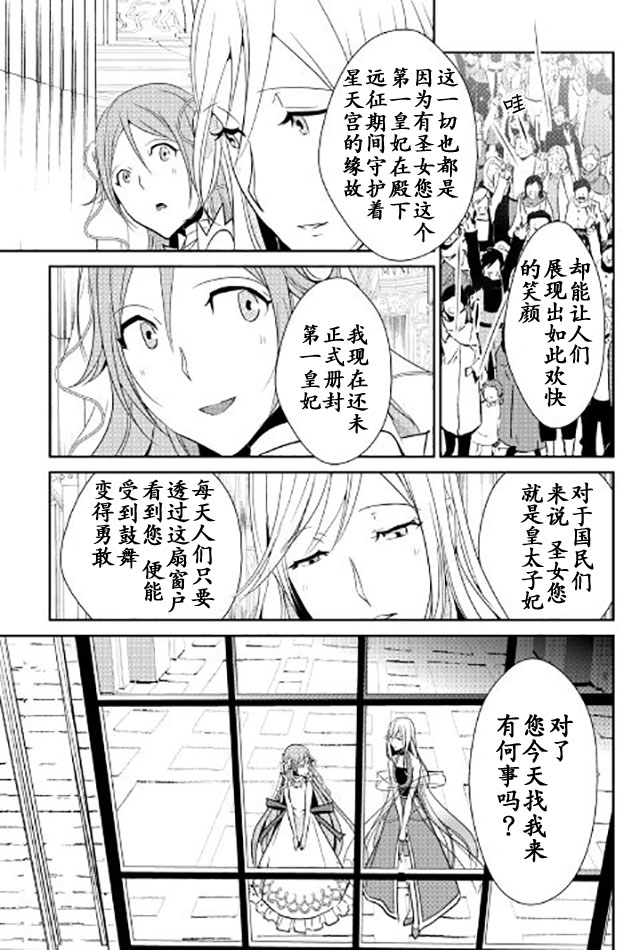 哇
却能让人们
展现出如此欢快
的笑颜
这一切也都是
因为有圣女您这个
第一皇妃在殿下
远征期间守护着
星天宫的缘故
我现在还未
正式册封
第一皇妃
对于国民们
来说 圣女您
就是皇太子妃
每天人们只要
透过这扇窗户
看到您 便能
受到鼓舞
变得勇敢
对了
您今天找我来
有何事吗？